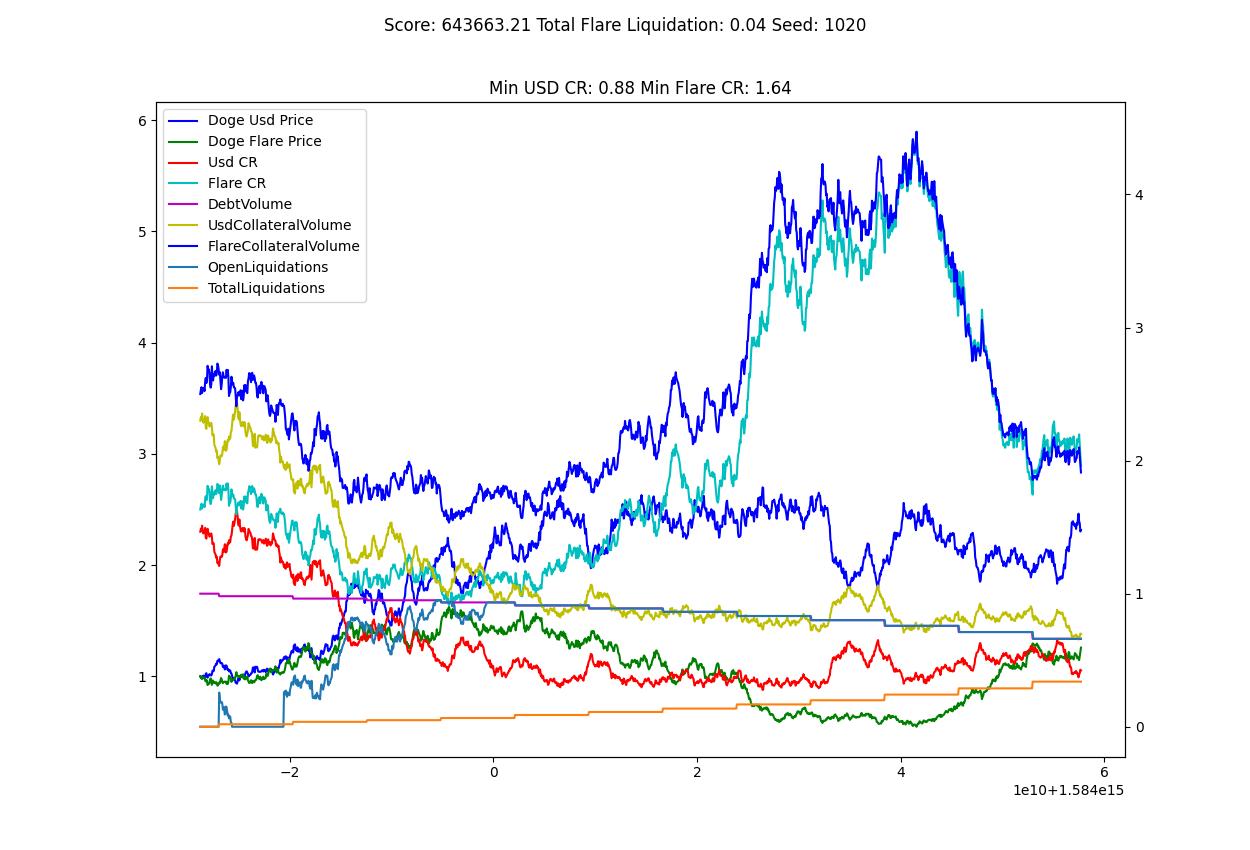 Score: 643663.21 Total Flare Liquidation: 0.04 Seed: 1020
Min USD CR: 0.88 Min Flare CR: 1.64
Doge Usd Price
Doge Flare Price
Usd CR
Flare CR
DebtVolume
UsdCollateralVolume
FlareCollateralVolume
OpenLiquidations
TotalLiquidations
6
5
4
3
2
1
4
3
2
1
0
−2
0
2
4
6
1e10+1.584e15